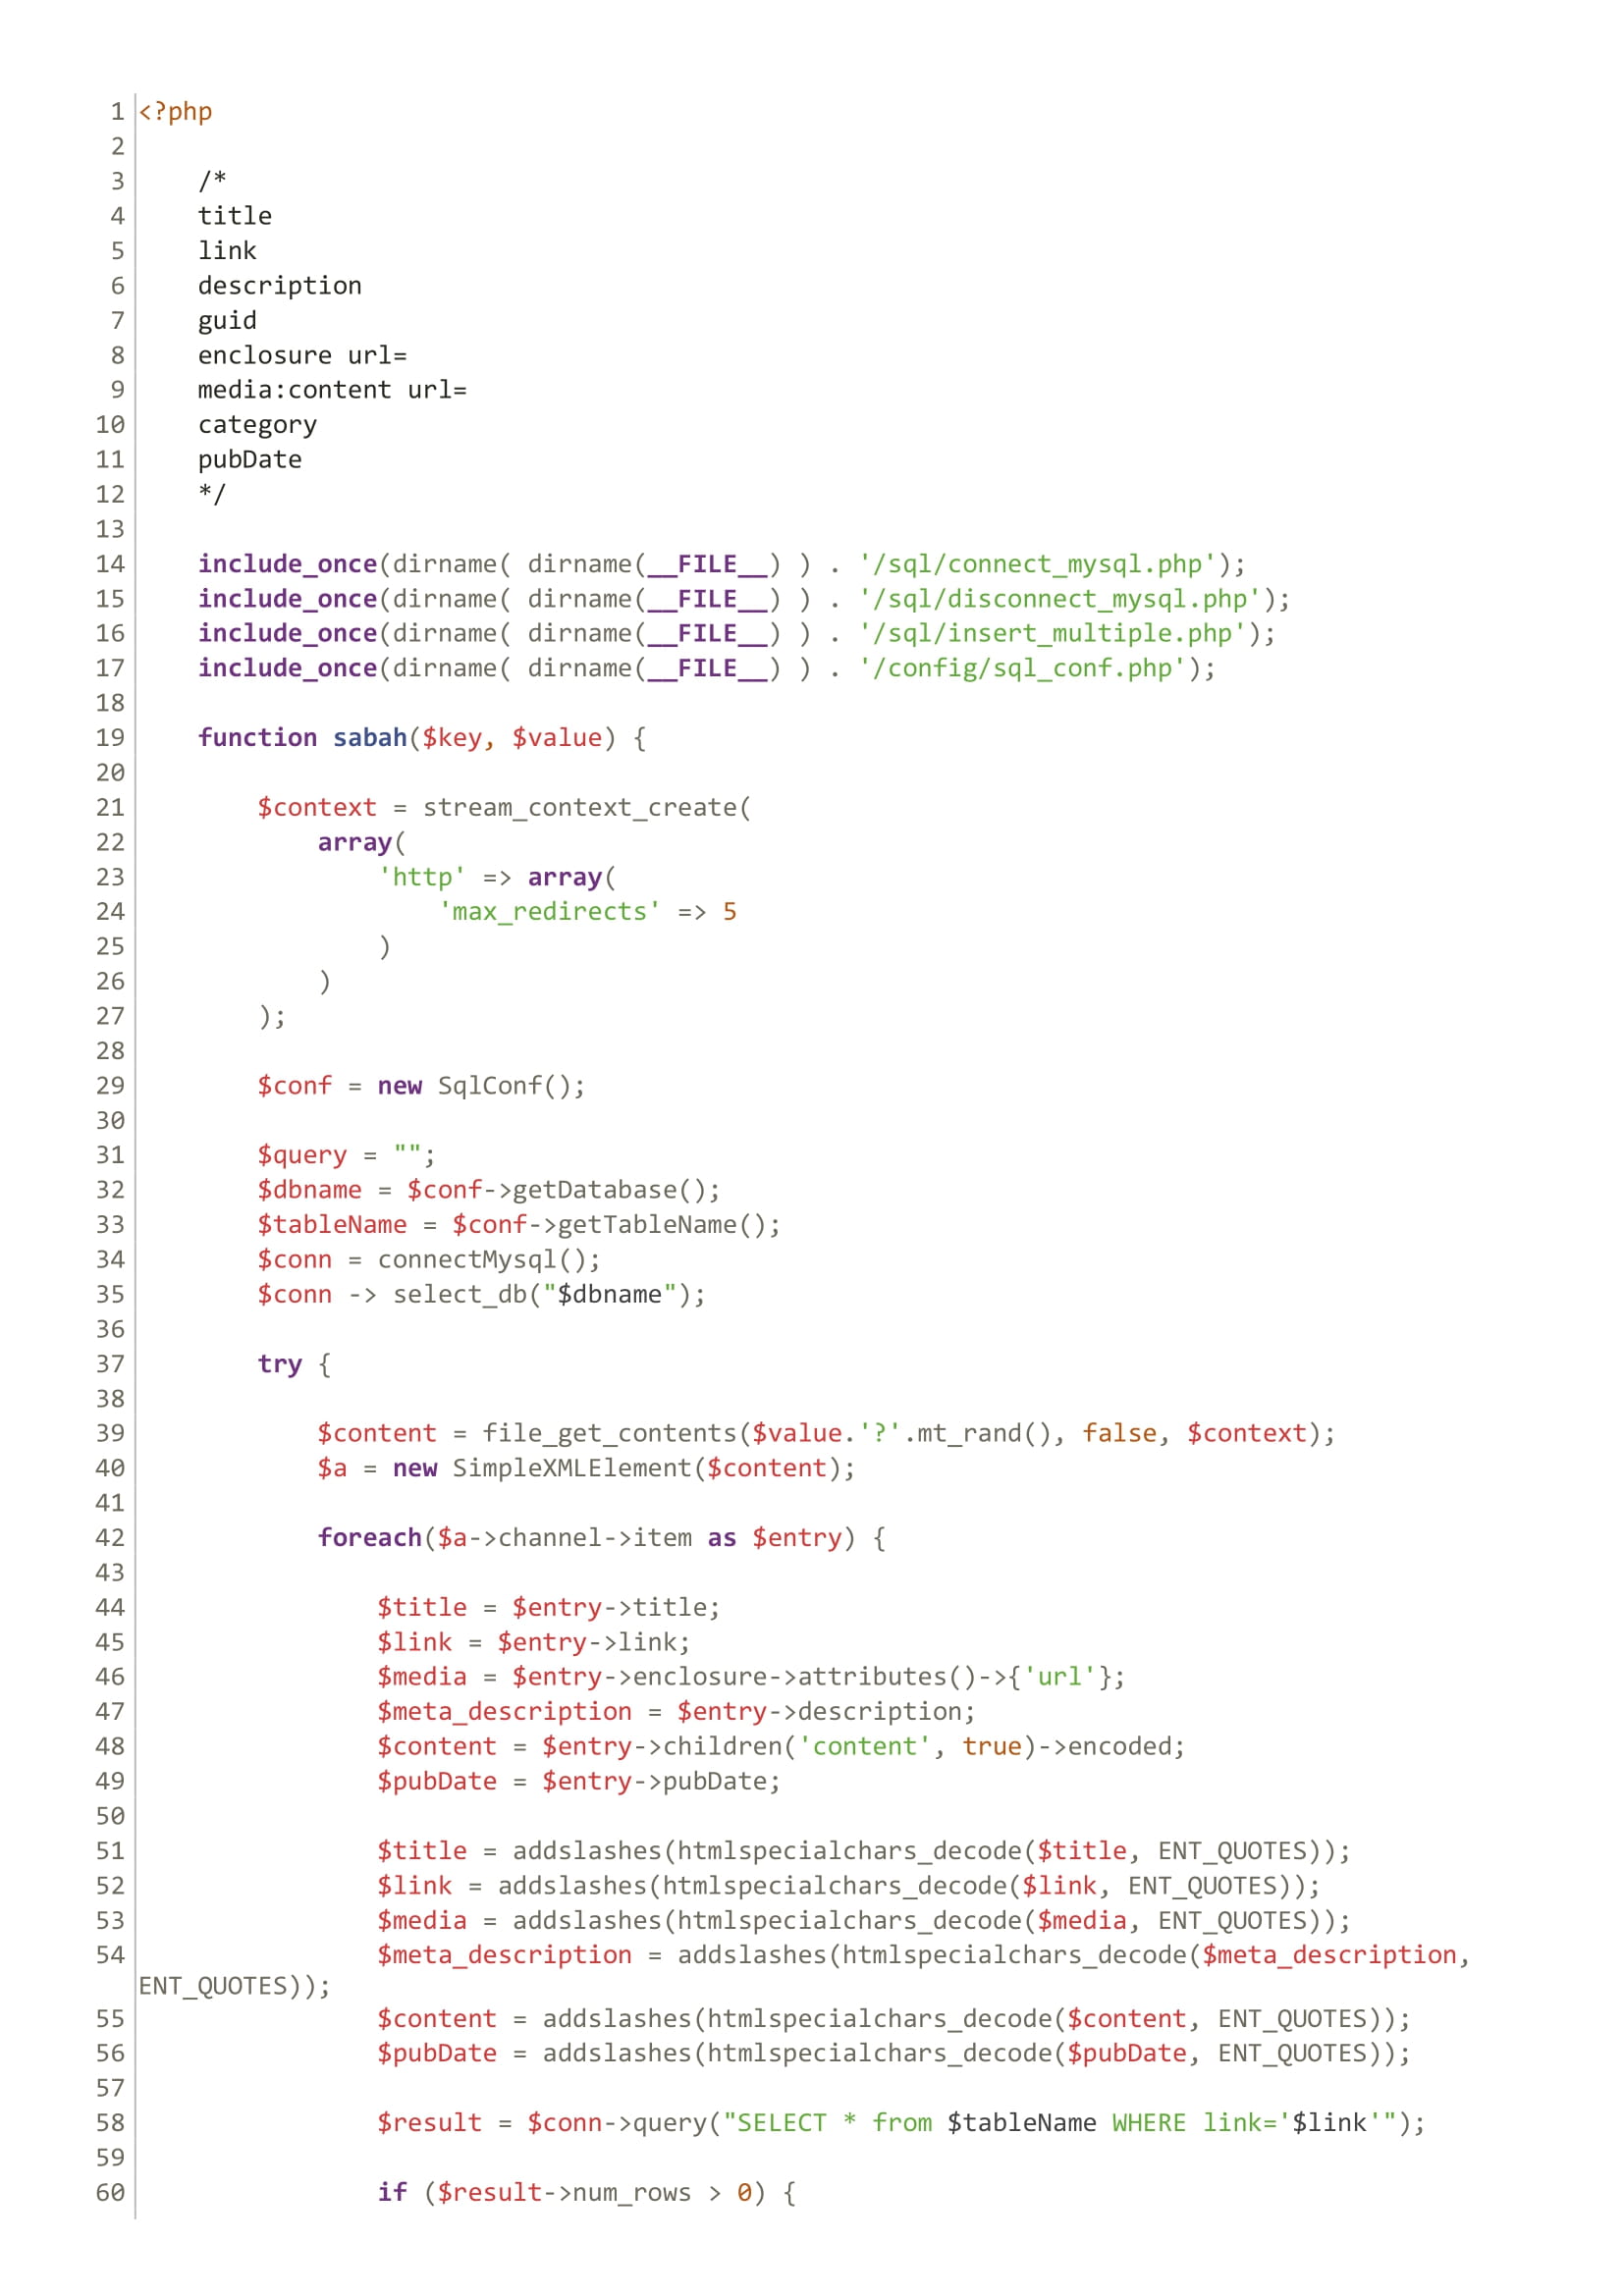 1 <?php
2
3     /*
4     title
5     link
6     description
7     guid
8     enclosure url=
9     media:content url=
10     category
11     pubDate
12     */
13
14     include_once(dirname( dirname(__FILE__) ) . '/sql/connect_mysql.php');
15     include_once(dirname( dirname(__FILE__) ) . '/sql/disconnect_mysql.php');
16     include_once(dirname( dirname(__FILE__) ) . '/sql/insert_multiple.php');
17     include_once(dirname( dirname(__FILE__) ) . '/config/sql_conf.php');
18
19     function sabah($key, $value) {
20
21         $context = stream_context_create(
22             array(
23                 'http' => array(
24                     'max_redirects' => 5
25                 )
26             )
27         );
28
29         $conf = new SqlConf();
30
31         $query = "";
32         $dbname = $conf->getDatabase();
33         $tableName = $conf->getTableName();
34         $conn = connectMysql();
35         $conn -> select_db("$dbname");
36
37         try {
38
39             $content = file_get_contents($value.'?'.mt_rand(), false, $context);
40             $a = new SimpleXMLElement($content);
41
42             foreach($a->channel->item as $entry) {
43
44                 $title = $entry->title;
45                 $link = $entry->link;
46                 $media = $entry->enclosure->attributes()->{'url'};
47                 $meta_description = $entry->description;
48                 $content = $entry->children('content', true)->encoded;
49                 $pubDate = $entry->pubDate;
50
51                 $title = addslashes(htmlspecialchars_decode($title, ENT_QUOTES));
52                 $link = addslashes(htmlspecialchars_decode($link, ENT_QUOTES));
53                 $media = addslashes(htmlspecialchars_decode($media, ENT_QUOTES));
54                 $meta_description = addslashes(htmlspecialchars_decode($meta_description,
ENT_QUOTES));
55                 $content = addslashes(htmlspecialchars_decode($content, ENT_QUOTES));
56                 $pubDate = addslashes(htmlspecialchars_decode($pubDate, ENT_QUOTES));
57
58                 $result = $conn->query("SELECT * from $tableName WHERE link='$link'");
59
60                 if ($result->num_rows > 0) {